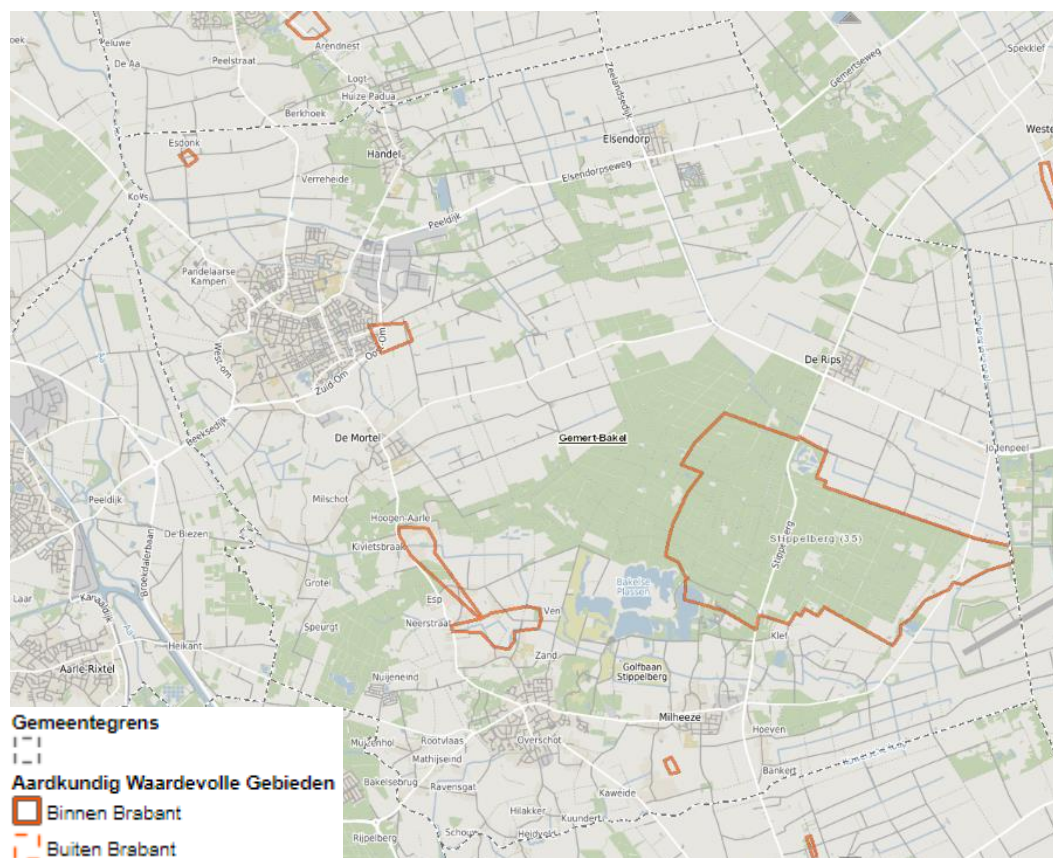 Arendnest
Peluwe
De Aa
Peelstraat
Logt-
Huize Padua
Berkhoek
Esdonk
Handel
Verreheide
Zeelandsedijk
Gemertseweg
Spekklef
Elsendorp
Elsendorpseweg
Peeldijk
Pandelaarse
Kampen
West-om
Oost-om
Zuid-Om
Beeksedijk
De Mortel
De Rips
Gemert-Bakel
Peeldijk
Milschot
De Biezen
Broekdalerbaan
Hoogen-Aarle
Kivietsbraak
Stippelberg (35)
Stippelberg
Grotel
Esp
Bakelse
Plassen
Ven
Laar
Kanaaldijk
Aa
Speurgt
Neerstraat
Heikant
Klef
Zand
Aarle-Rixtel
Nuijeneind
Golfbaan
Stippelberg
Milheeze
Hoeven
Gemeentegrens
Rootvlaas
Overschot
Mathijseind
Bankert
Aardkundig Waardevolle Gebieden
Bakelsebrug
Ravensgat
Kaweide
Binnen Brabant
Hilakker
Kuundert
Rijpelberg
Buiten Brabant